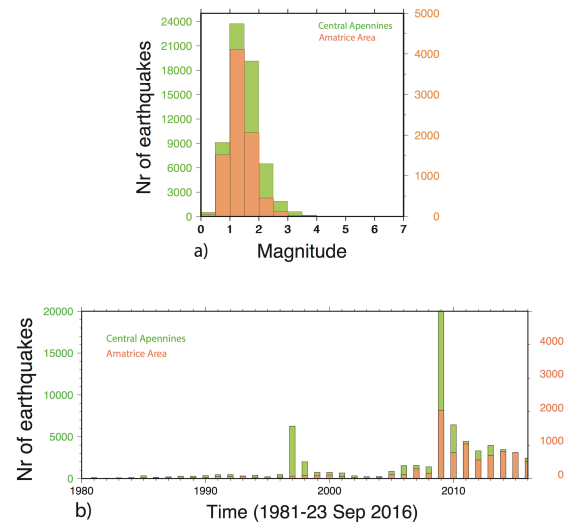 Central Apennines
Amatrice Area
Nr of earthquakes
24000
21000
18000
15000
12000
9000
6000
3000
0
5000
4000
3000
2000
1000
0
0 1 2 3 4 5 6 7
a) Magnitude
Central Apennines
Amatrice Area
Nr of earthquakes
20000
15000
10000
5000
0
4000
3000
2000
1000
0
1980 1990 2000 2010
b) Time (1981-23 Sep 2016)